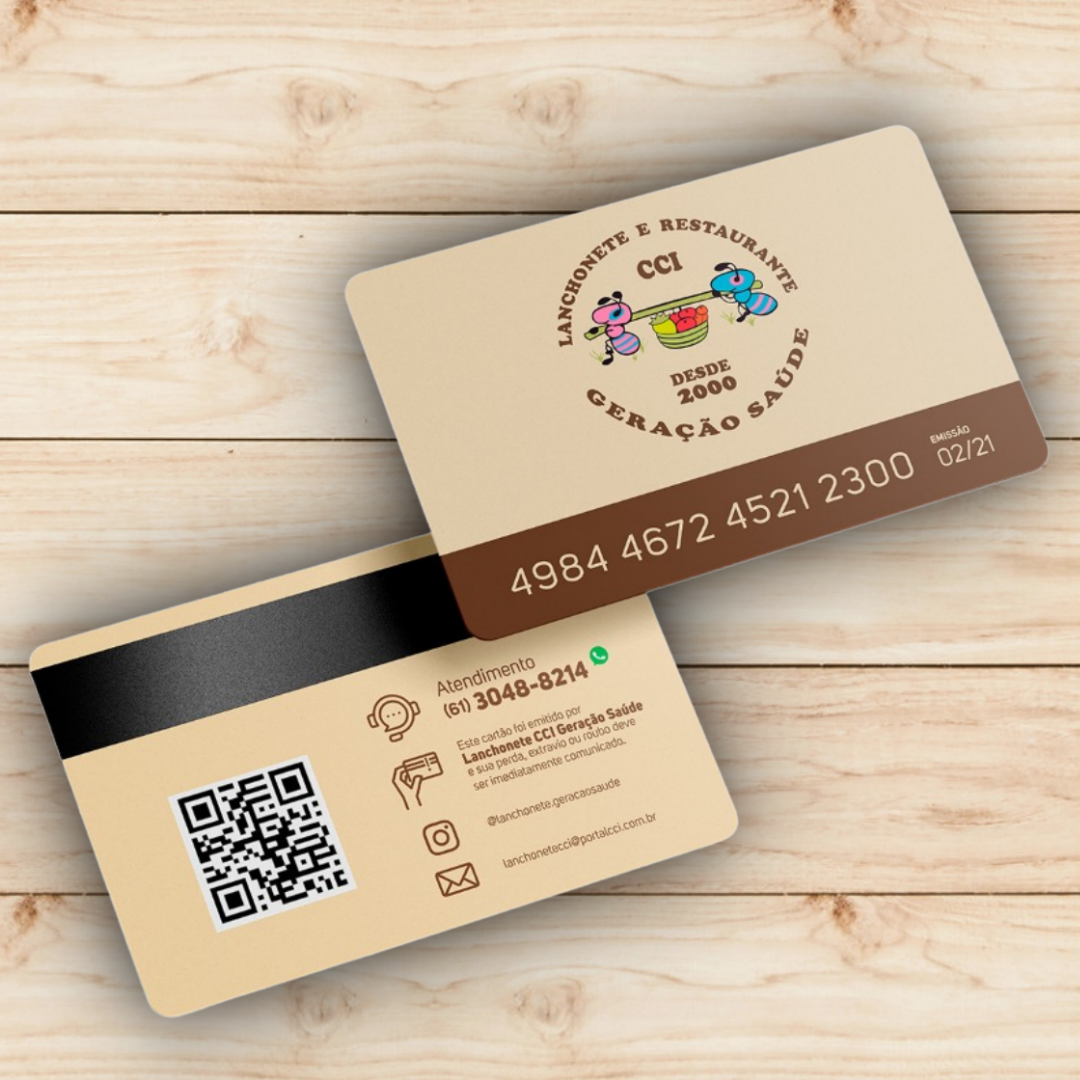 LANCHONETE E RESTAURANTE
CCI
DESDE
2000
GERAÇÃO SAÚDE
4984 4672 4521 2300
EMISSÃO
02/21
Atendimento
(61) 3048-8214
Este cartão foi emitido por
Lanchonete CCI Geração Saúde
e sua perda, extravio ou roubo deve
ser imediatamente comunicado.
@lanchonete.geracaosaude
lanchonetecci@portalcci.com.br